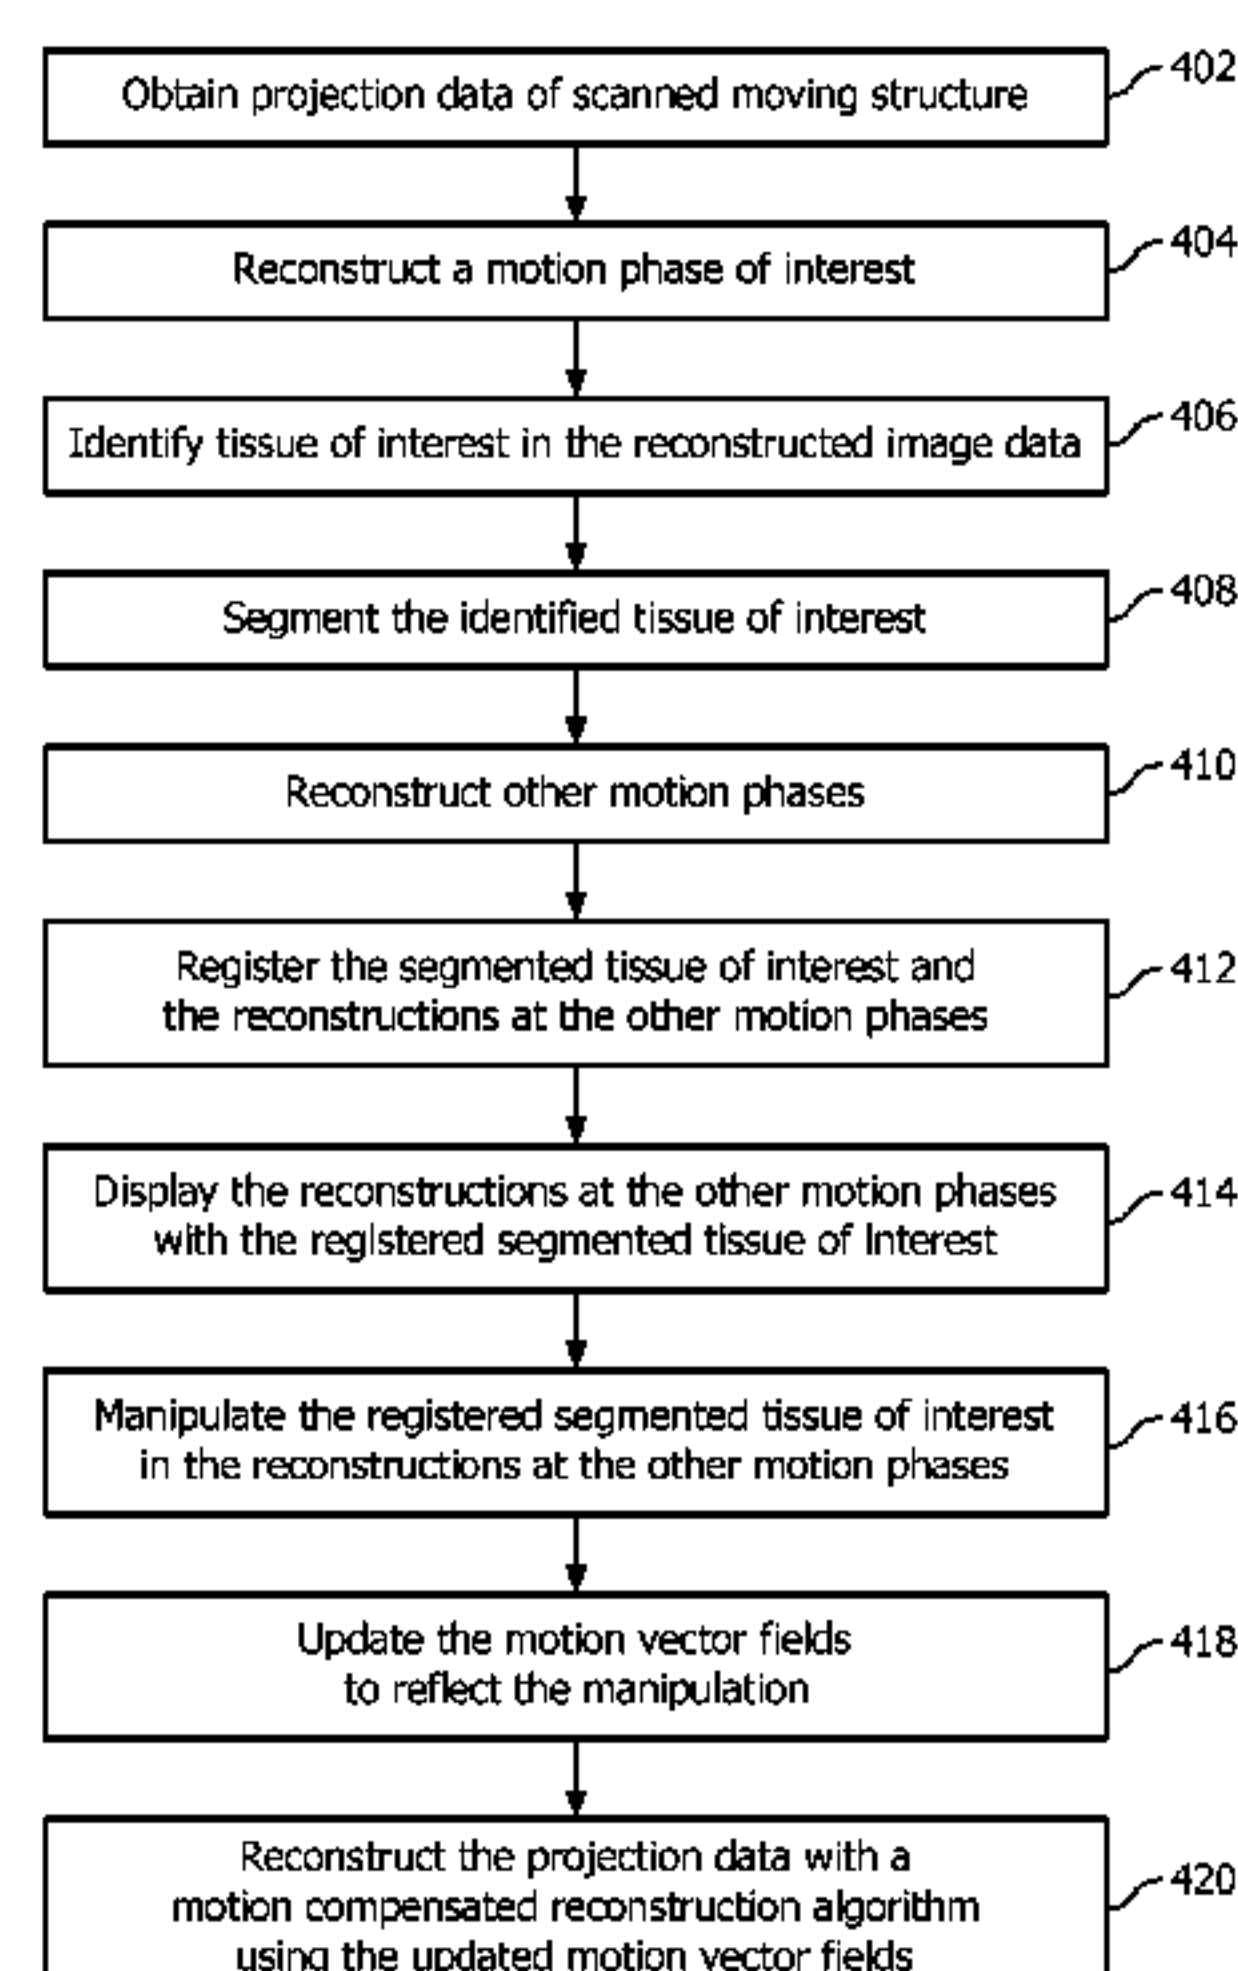 Obtain projection data of scanned moving structure
402
Reconstruct a motion phase of interest
404
Identify tissue of interest in the reconstructed image data
406
Segment the identified tissue of interest
408
Reconstruct other motion phases
410
Register the segmented tissue of interest and
the reconstructions at the other motion phases
412
Display the reconstructions at the other motion phases
with the registered segmented tissue of interest
414
Manipulate the registered segmented tissue of interest
in the reconstructions at the other motion phases
416
Update the motion vector fields
to reflect the manipulation
418
Reconstruct the projection data with a
motion compensated reconstruction algorithm
using the updated motion vector fields
420